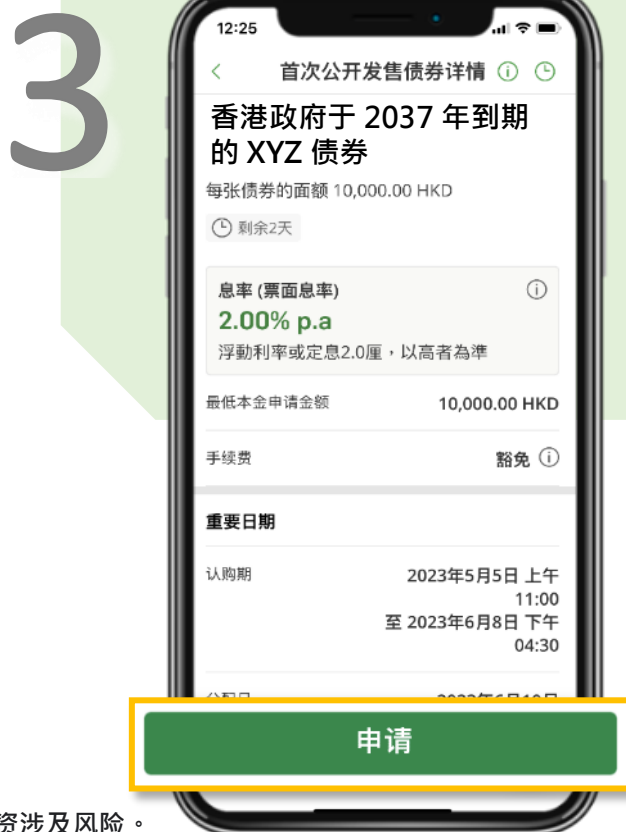 3
12:25
首次公开发售债券详情
香港政府于 2037 年到期
的 XYZ 债券
每张债券的面额 10,000.00 HKD
剩余2天
息率 (票面息率)
2.00% p.a
浮動利率或定息2.0厘，以高者為準
最低本金申请金额 10,000.00 HKD
手续费 豁免
重要日期
认购期 2023年5月5日 上午
11:00
至 2023年6月8日 下午
04:30
申请
资涉及风险。